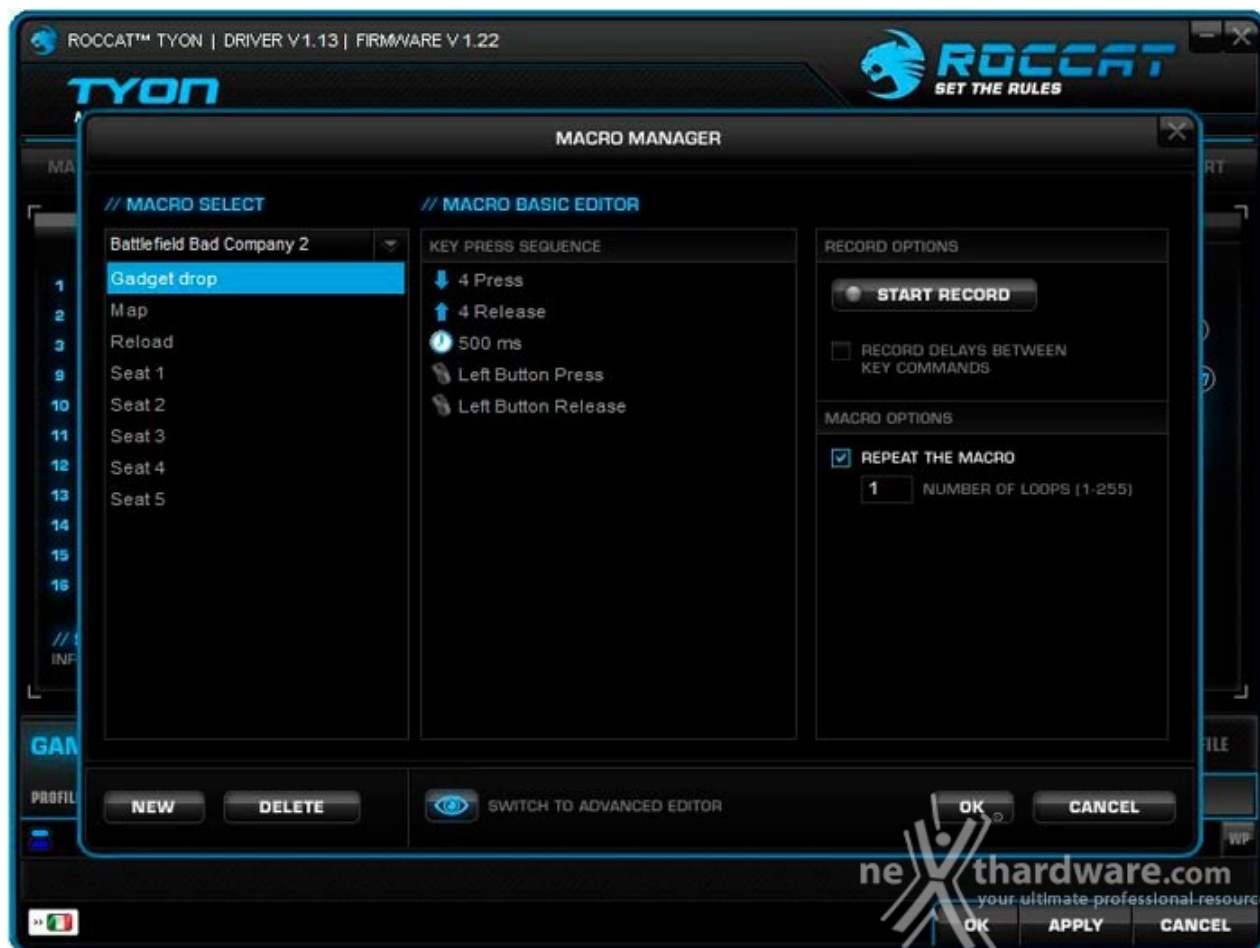 ROCCAT™ TYON | DRIVER V 1.13 | FIRMWARE V 1.22
TYON
ROCCAT
SET THE RULES
MACRO MANAGER
// MACRO SELECT
Battlefield Bad Company 2
Gadget drop
Map
Reload
Seat 1
Seat 2
Seat 3
Seat 4
Seat 5
// MACRO BASIC EDITOR
KEY PRESS SEQUENCE
4 Press
4 Release
500 ms
Left Button Press
Left Button Release
RECORD OPTIONS
START RECORD
RECORD DELAYS BETWEEN
KEY COMMANDS
MACRO OPTIONS
REPEAT THE MACRO
1 NUMBER OF LOOPS (1-255)
1
2
3
9
10
11
12
13
14
15
16
NEW
DELETE
SWITCH TO ADVANCED EDITOR
OK
CANCEL
WP
nexthardware.com
your ultimate professional
OK
APPLY
CANCEL